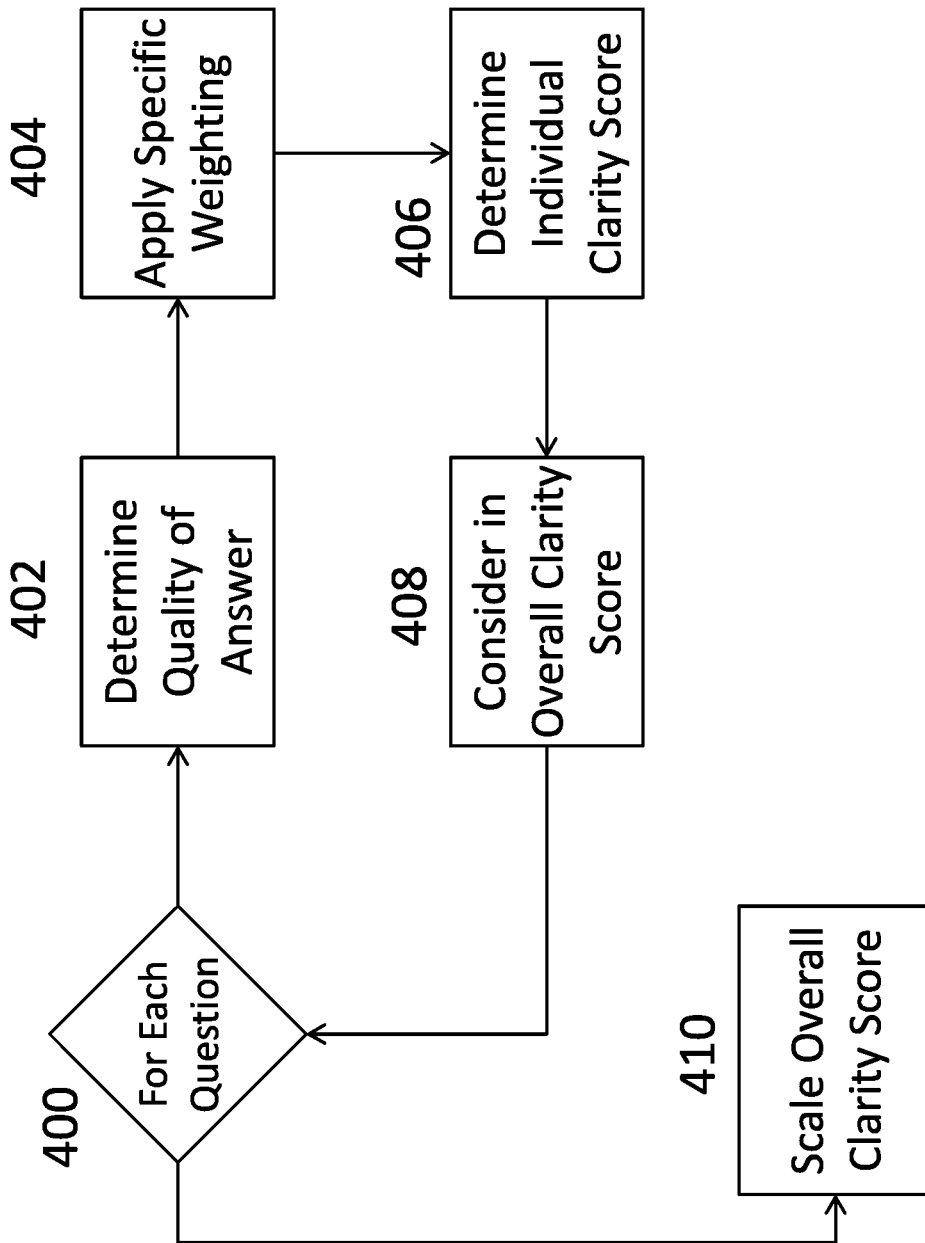 400
For Each
Question
402
Determine
Quality of
Answer
404
Apply Specific
Weighting
406
Determine
Individual
Clarity Score
408
Consider in
Overall Clarity
Score
410
Scale Overall
Clarity Score